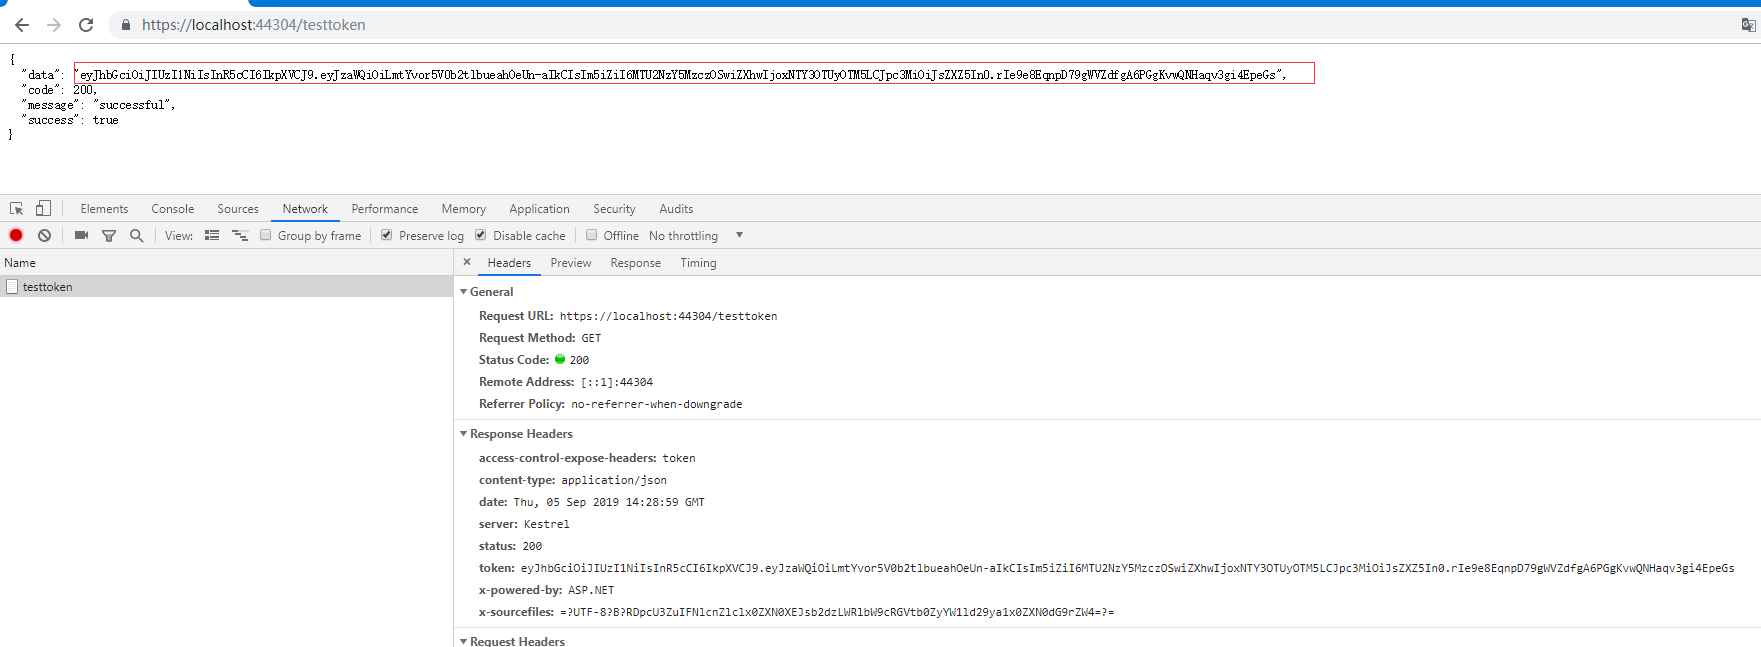 https://localhost:44304/testtoken
{
"data": "eyJhbGciOiJIUzI1NiIsInR5cCI6IkpXVCJ9.eyJzaWQiOiLmtYvor5V0b2tlbueahOeUn-aIkCIsIm5iZiI6MTU2NzY5MzczOSwiZXhwIjoxNTY3OTUyOTM5LCJpc3MiOiJsZXZ5In0.rIe9e8EqnpD79gWVZdfgA6PGgKvwQNHaqv3gi4EpeGs",
"code": 200,
"message": "successful",
"success": true
}
Elements Console Sources Network Performance Memory Application Security Audits
View: Group by frame Preserve log Disable cache Offline No throttling
Name
Headers Preview Response Timing
testtoken
General
Request URL: https://localhost:44304/testtoken
Request Method: GET
Status Code: 200
Remote Address: [::1]:44304
Referrer Policy: no-referrer-when-downgrade
Response Headers
access-control-expose-headers: token
content-type: application/json
date: Thu, 05 Sep 2019 14:28:59 GMT
server: Kestrel
status: 200
token: eyJhbGciOiJIUzI1NiIsInR5cCI6IkpXVCJ9.eyJzaWQiOiLmtYvor5V0b2tlbueahOeUn-aIkCIsIm5iZiI6MTU2NzY5MzczOSwiZXhwIjoxNTY3OTUyOTM5LCJpc3MiOiJsZXZ5In0.rIe9e8EqnpD79gWVZdfgA6PGgKvwQNHaqv3gi4EpeGs
x-powered-by: ASP.NET
x-sourcefiles: =?UTF-8?B?RDpcU3ZuIFNlcnZlclx0ZXN0XEJsb2dzLWRlbW9cRGVtb0ZyYW1ld29ya1x0ZXN0dG9rZW4=?=
Request Headers